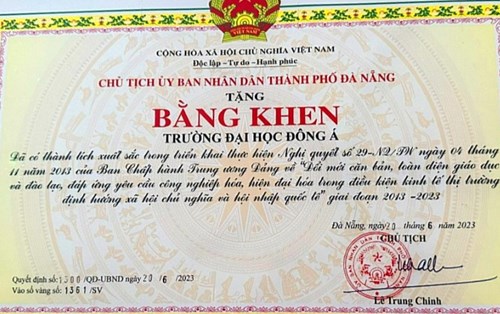 VIỆT NAM
CỘNG HÒA XÃ HỘI CHỦ NGHĨA VIỆT NAM
Độc lập - Tự do - Hạnh phúc
CHỦ TỊCH ỦY BAN NHÂN DÂN THÀNH PHỐ ĐÀ NẴNG
TẶNG
BẰNG KHEN
TRƯỜNG ĐẠI HỌC ĐÔNG Á
Đã có thành tích xuất sắc trong triển khai thực hiện Nghị quyết số 29-NQ/TW ngày 04 tháng
11 năm 2013 của Ban Chấp hành Trung ương Đảng về "Đổi mới căn bản, toàn diện giáo dục
và đào tạo, đáp ứng yêu cầu công nghiệp hóa, hiện đại hóa trong điều kiện kinh tế thị trường
định hướng xã hội chủ nghĩa và hội nhập quốc tế" giai đoạn 2013 -2023
Đà Nẵng, ngày 20 tháng 6 năm 2023
CHỦ TỊCH
Quyết định số: 1300 /QĐ-UBND ngày 20 / 6 /2023
Vào sổ vàng số: 1361 /SV
Lê Trung Chinh